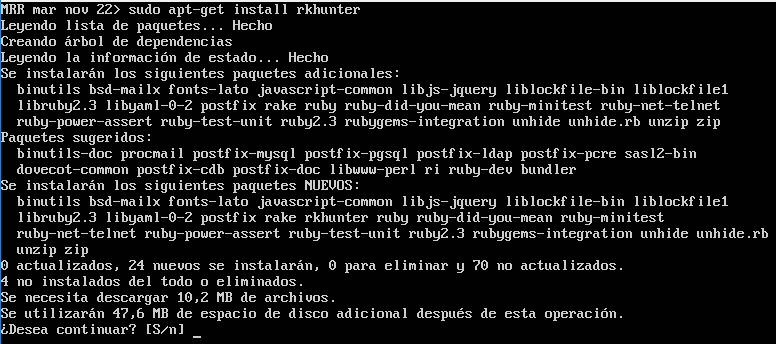 MRR mar nov 22> sudo apt-get install rkhunter
Leyendo lista de paquetes... Hecho
Creando árbol de dependencias
Leyendo la información de estado... Hecho
Se instalarán los siguientes paquetes adicionales:
  binutils bsd-mailx fonts-lato javascript-common libjs-jquery liblockfile-bin liblockfile1
  libruby2.3 libyaml-0-2 postfix rake ruby ruby-did-you-mean ruby-minitest ruby-net-telnet
  ruby-power-assert ruby-test-unit ruby2.3 rubygems-integration unhide unhide.rb unzip zip
Paquetes sugeridos:
  binutils-doc procmail postfix-mysql postfix-pgsql postfix-ldap postfix-pcre sasl2-bin
  dovecot-common postfix-cdb postfix-doc libwww-perl ri ruby-dev bundler
Se instalarán los siguientes paquetes NUEVOS:
  binutils bsd-mailx fonts-lato javascript-common libjs-jquery liblockfile-bin liblockfile1
  libruby2.3 libyaml-0-2 postfix rake rkhunter ruby ruby-did-you-mean ruby-minitest
  ruby-net-telnet ruby-power-assert ruby-test-unit ruby2.3 rubygems-integration unhide unhide.rb
  unzip zip
0 actualizados, 24 nuevos se instalarán, 0 para eliminar y 70 no actualizados.
4 no instalados del todo o eliminados.
Se necesita descargar 10,2 MB de archivos.
Se utilizarán 47,6 MB de espacio de disco adicional después de esta operación.
¿Desea continuar? [S/n] _